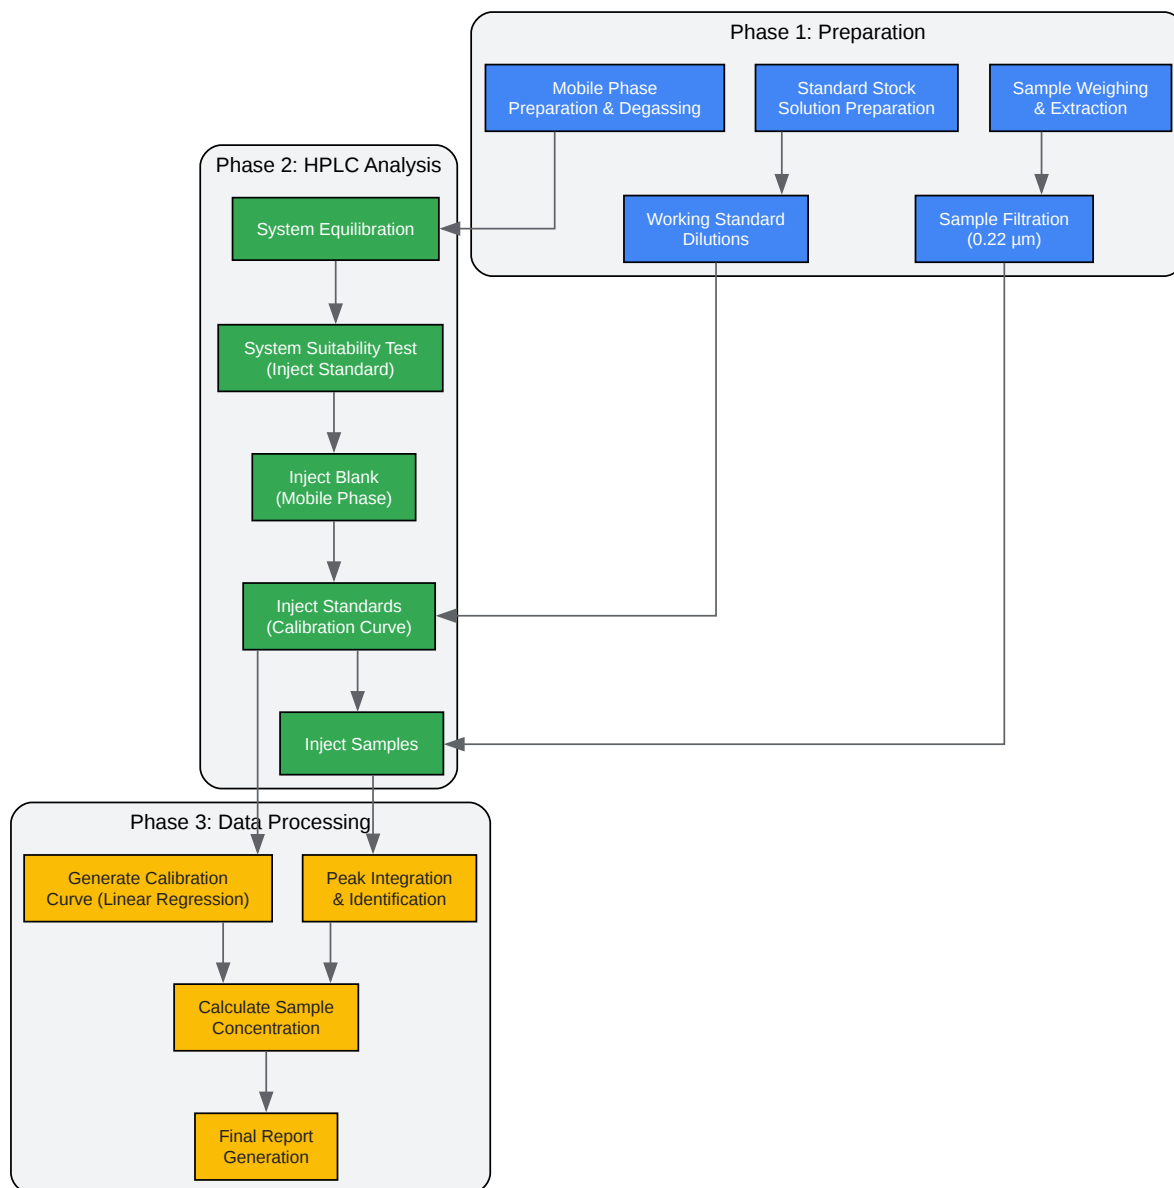 Phase 1: Preparation
Mobile Phase
Preparation & Degassing
Standard Stock
Solution Preparation
Sample Weighing
& Extraction
Working Standard
Dilutions
Sample Filtration
(0.22 µm)
Phase 2: HPLC Analysis
System Equilibration
System Suitability Test
(Inject Standard)
Inject Blank
(Mobile Phase)
Inject Standards
(Calibration Curve)
Inject Samples
Phase 3: Data Processing
Generate Calibration
Curve (Linear Regression)
Peak Integration
& Identification
Calculate Sample
Concentration
Final Report
Generation